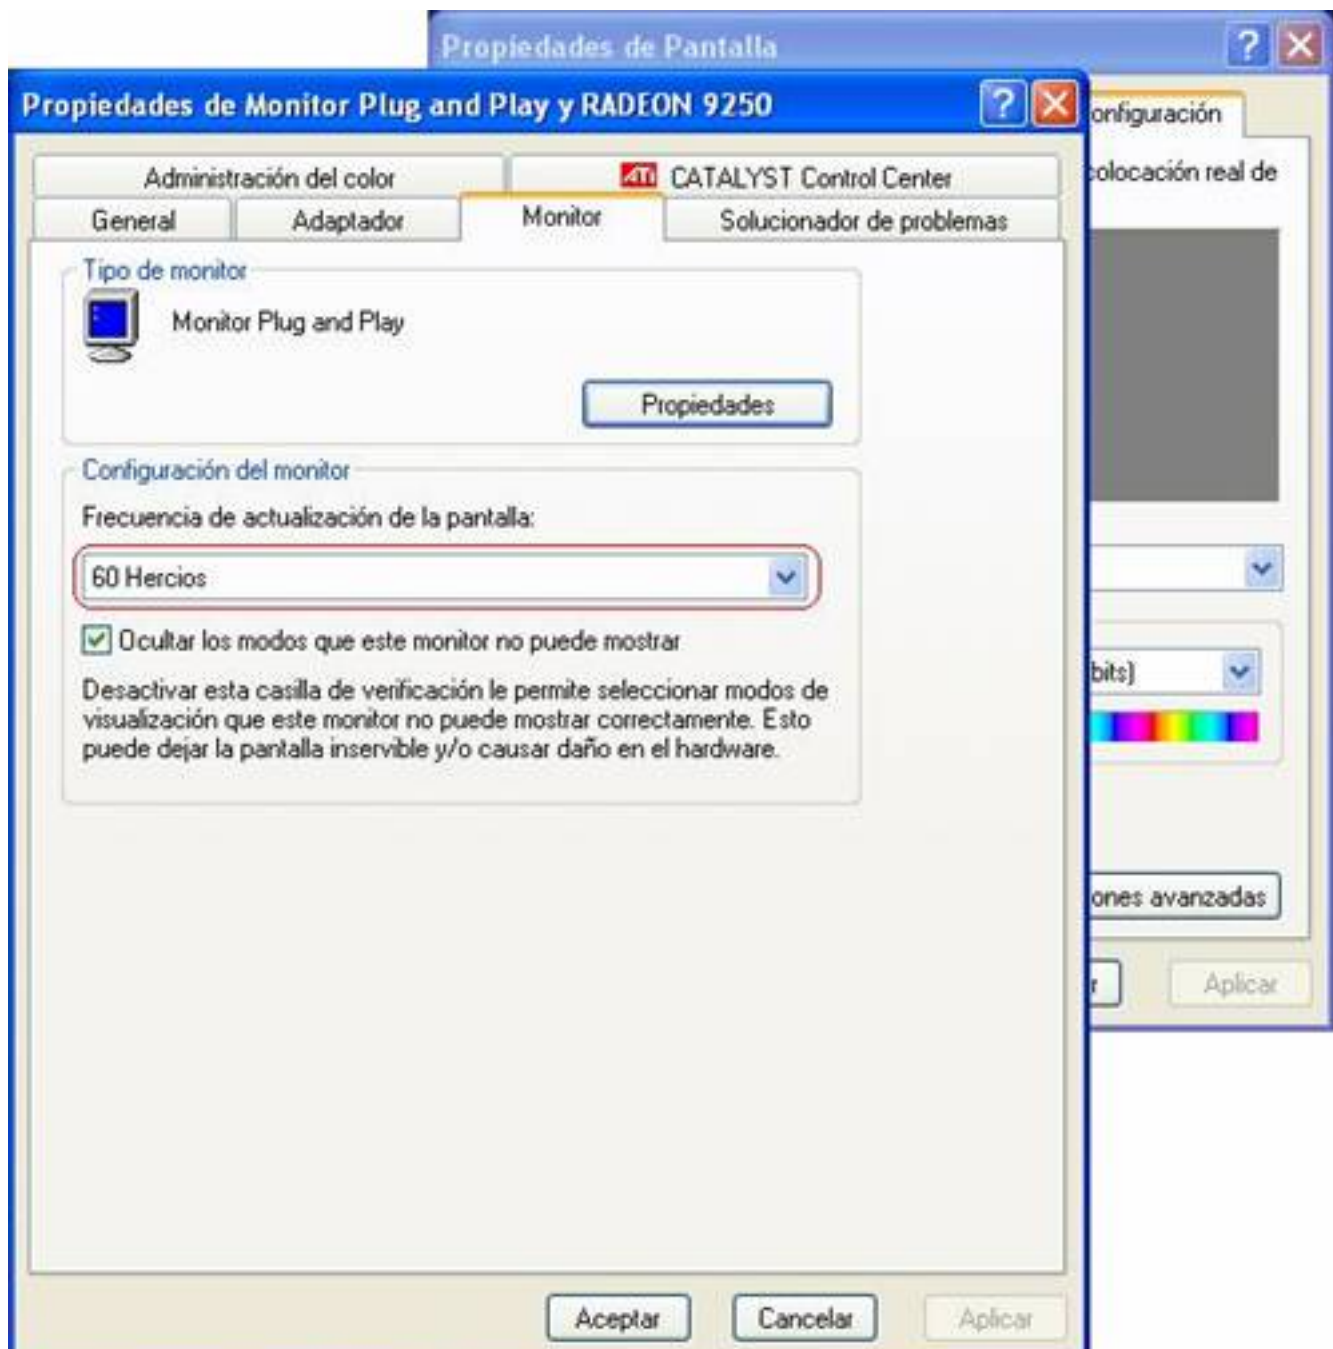 Propiedades de Pantalla
Propiedades de Monitor Plug and Play y RADEON 9250
onfiguración
colocación real de
Administración del color
ATI CATALYST Control Center
General
Adaptador
Monitor
Solucionador de problemas
Tipo de monitor
Monitor Plug and Play
Propiedades
Configuración del monitor
Frecuencia de actualización de la pantalla:
60 Hercios
Ocultar los modos que este monitor no puede mostrar
Desactivar esta casilla de verificación le permite seleccionar modos de
visualización que este monitor no puede mostrar correctamente. Esto
puede dejar la pantalla inservible y/o causar daño en el hardware.
bits)
ones avanzadas
r
Aplicar
Aceptar
Cancelar
Aplicar